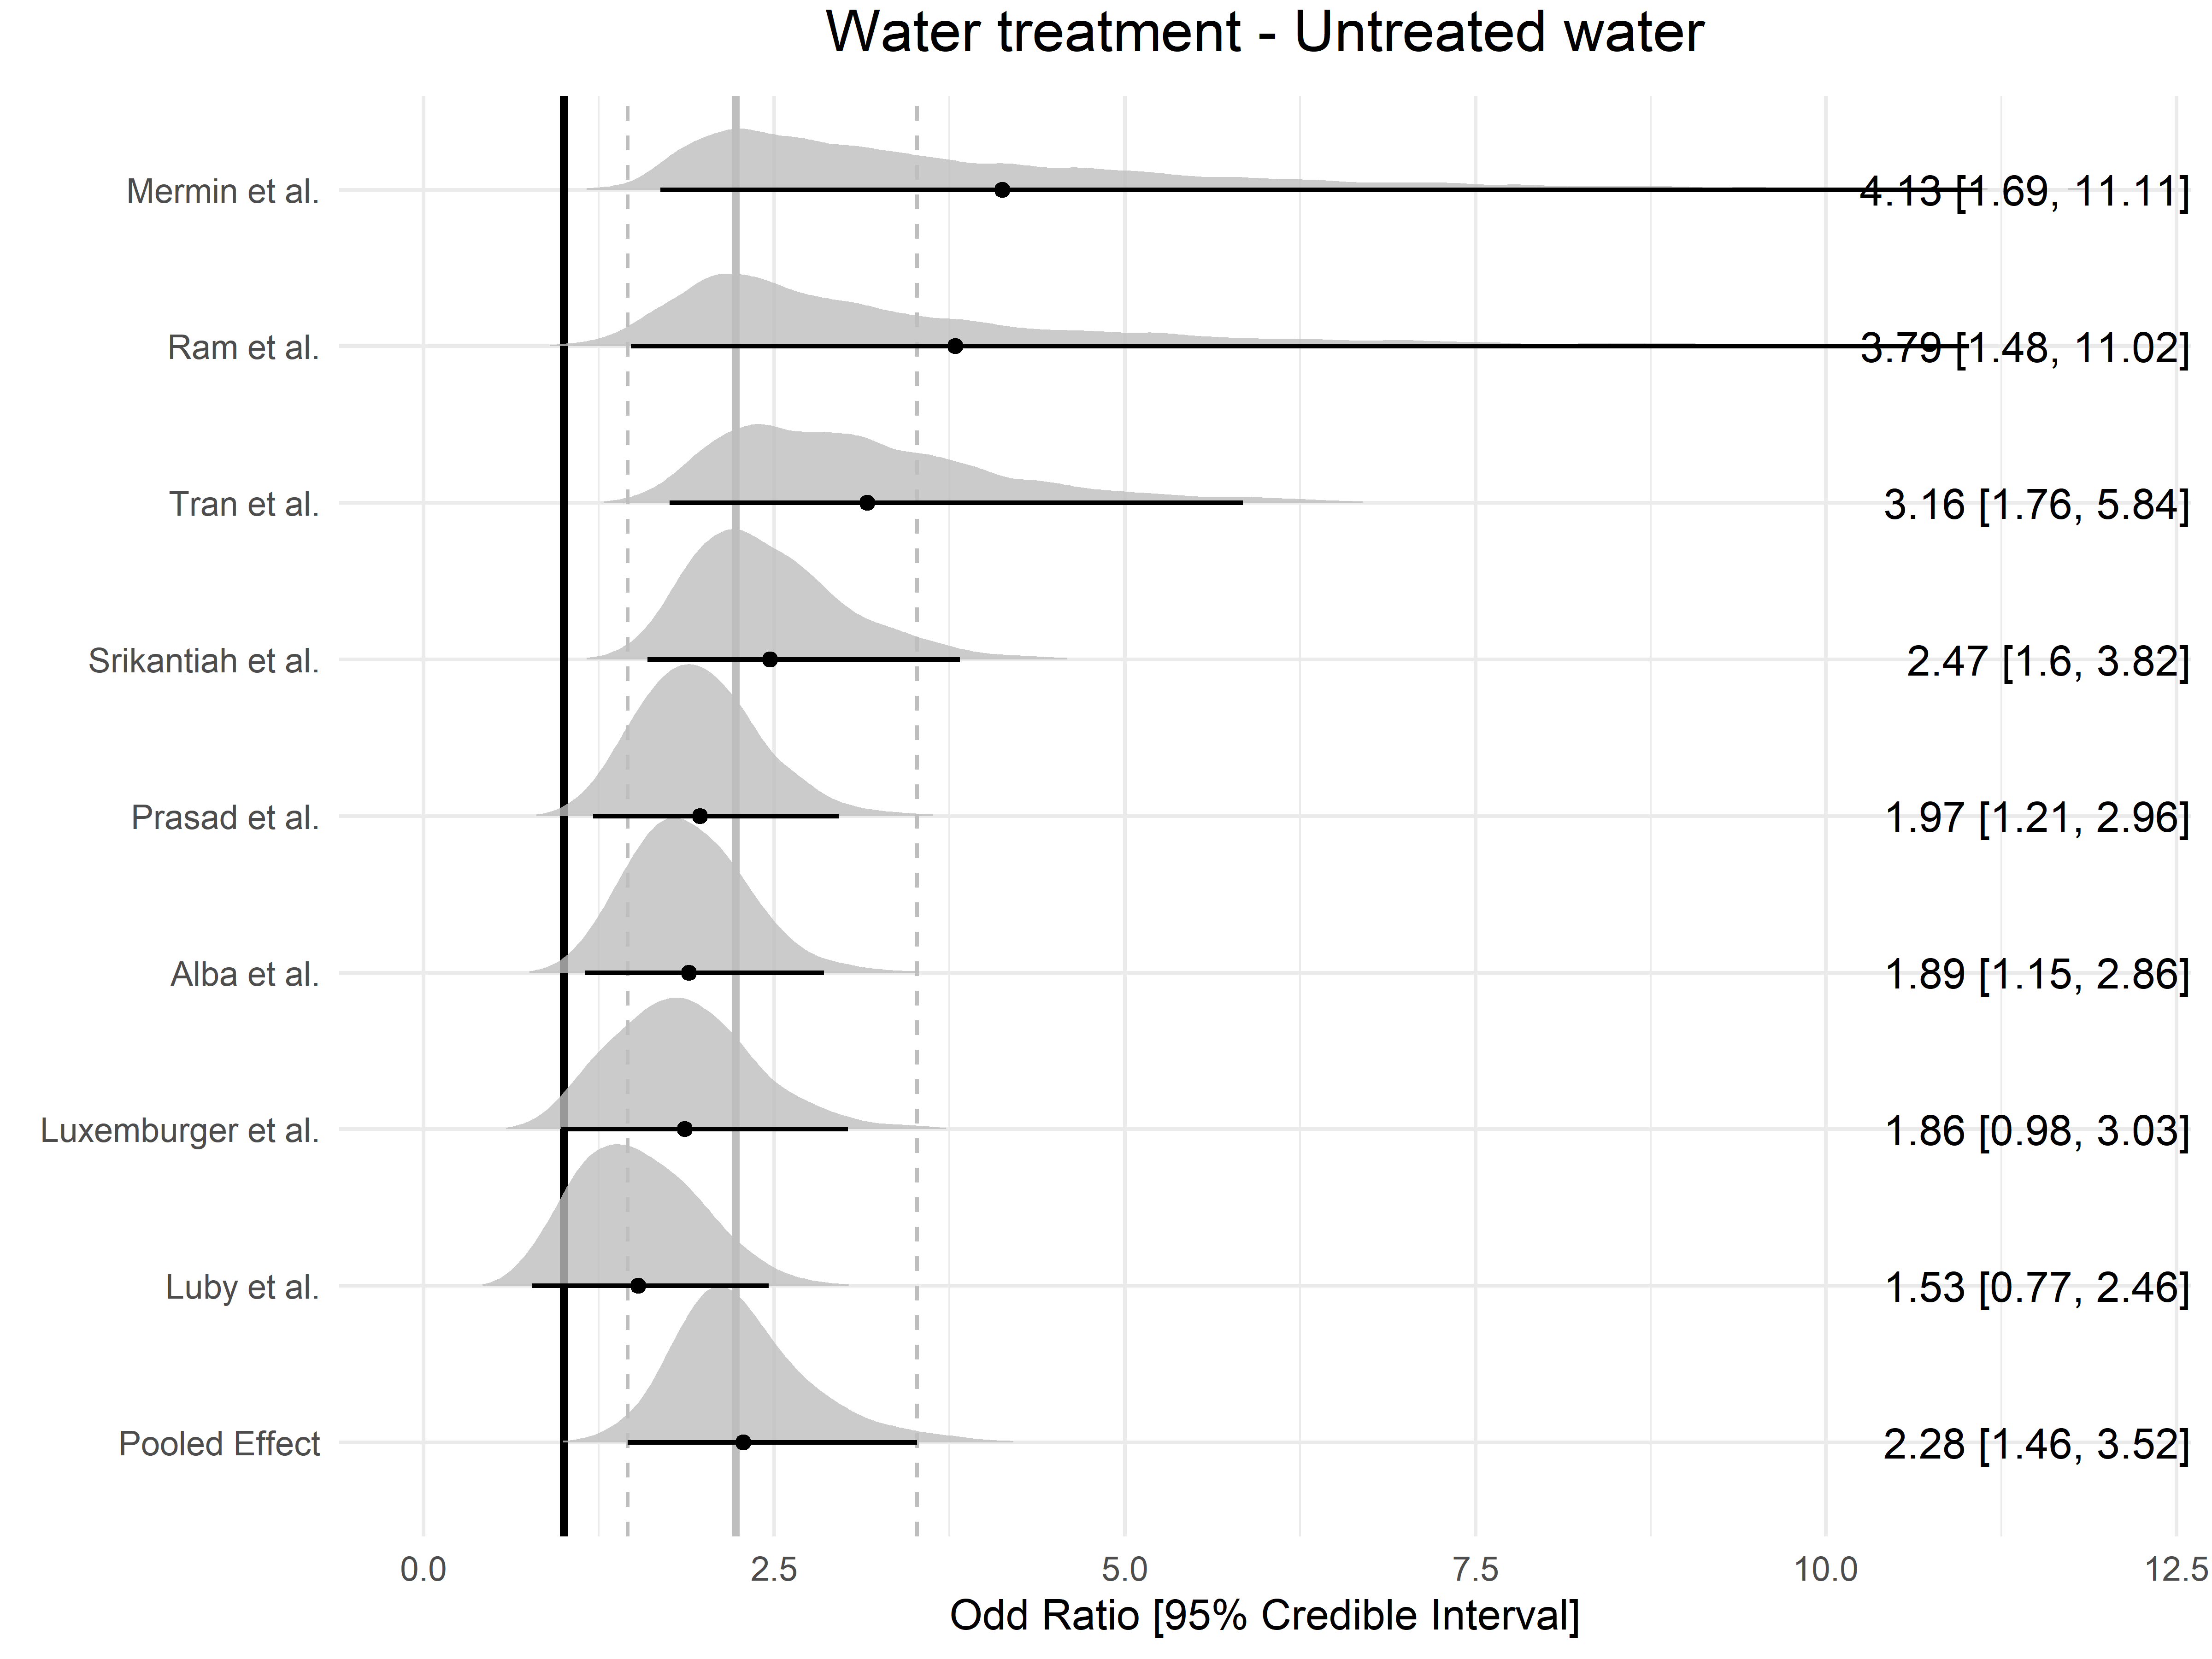 Water treatment - Untreated water
Mermin et al. 4.13 [1.69, 11.11]
Ram et al. 3.79 [1.48, 11.02]
Tran et al. 3.16 [1.76, 5.84]
Srikantiah et al. 2.47 [1.6, 3.82]
Prasad et al. 1.97 [1.21, 2.96]
Alba et al. 1.89 [1.15, 2.86]
Luxemburger et al. 1.86 [0.98, 3.03]
Luby et al. 1.53 [0.77, 2.46]
Pooled Effect 2.28 [1.46, 3.52]
0.0 2.5 5.0 7.5 10.0 12.5
Odd Ratio [95% Credible Interval]